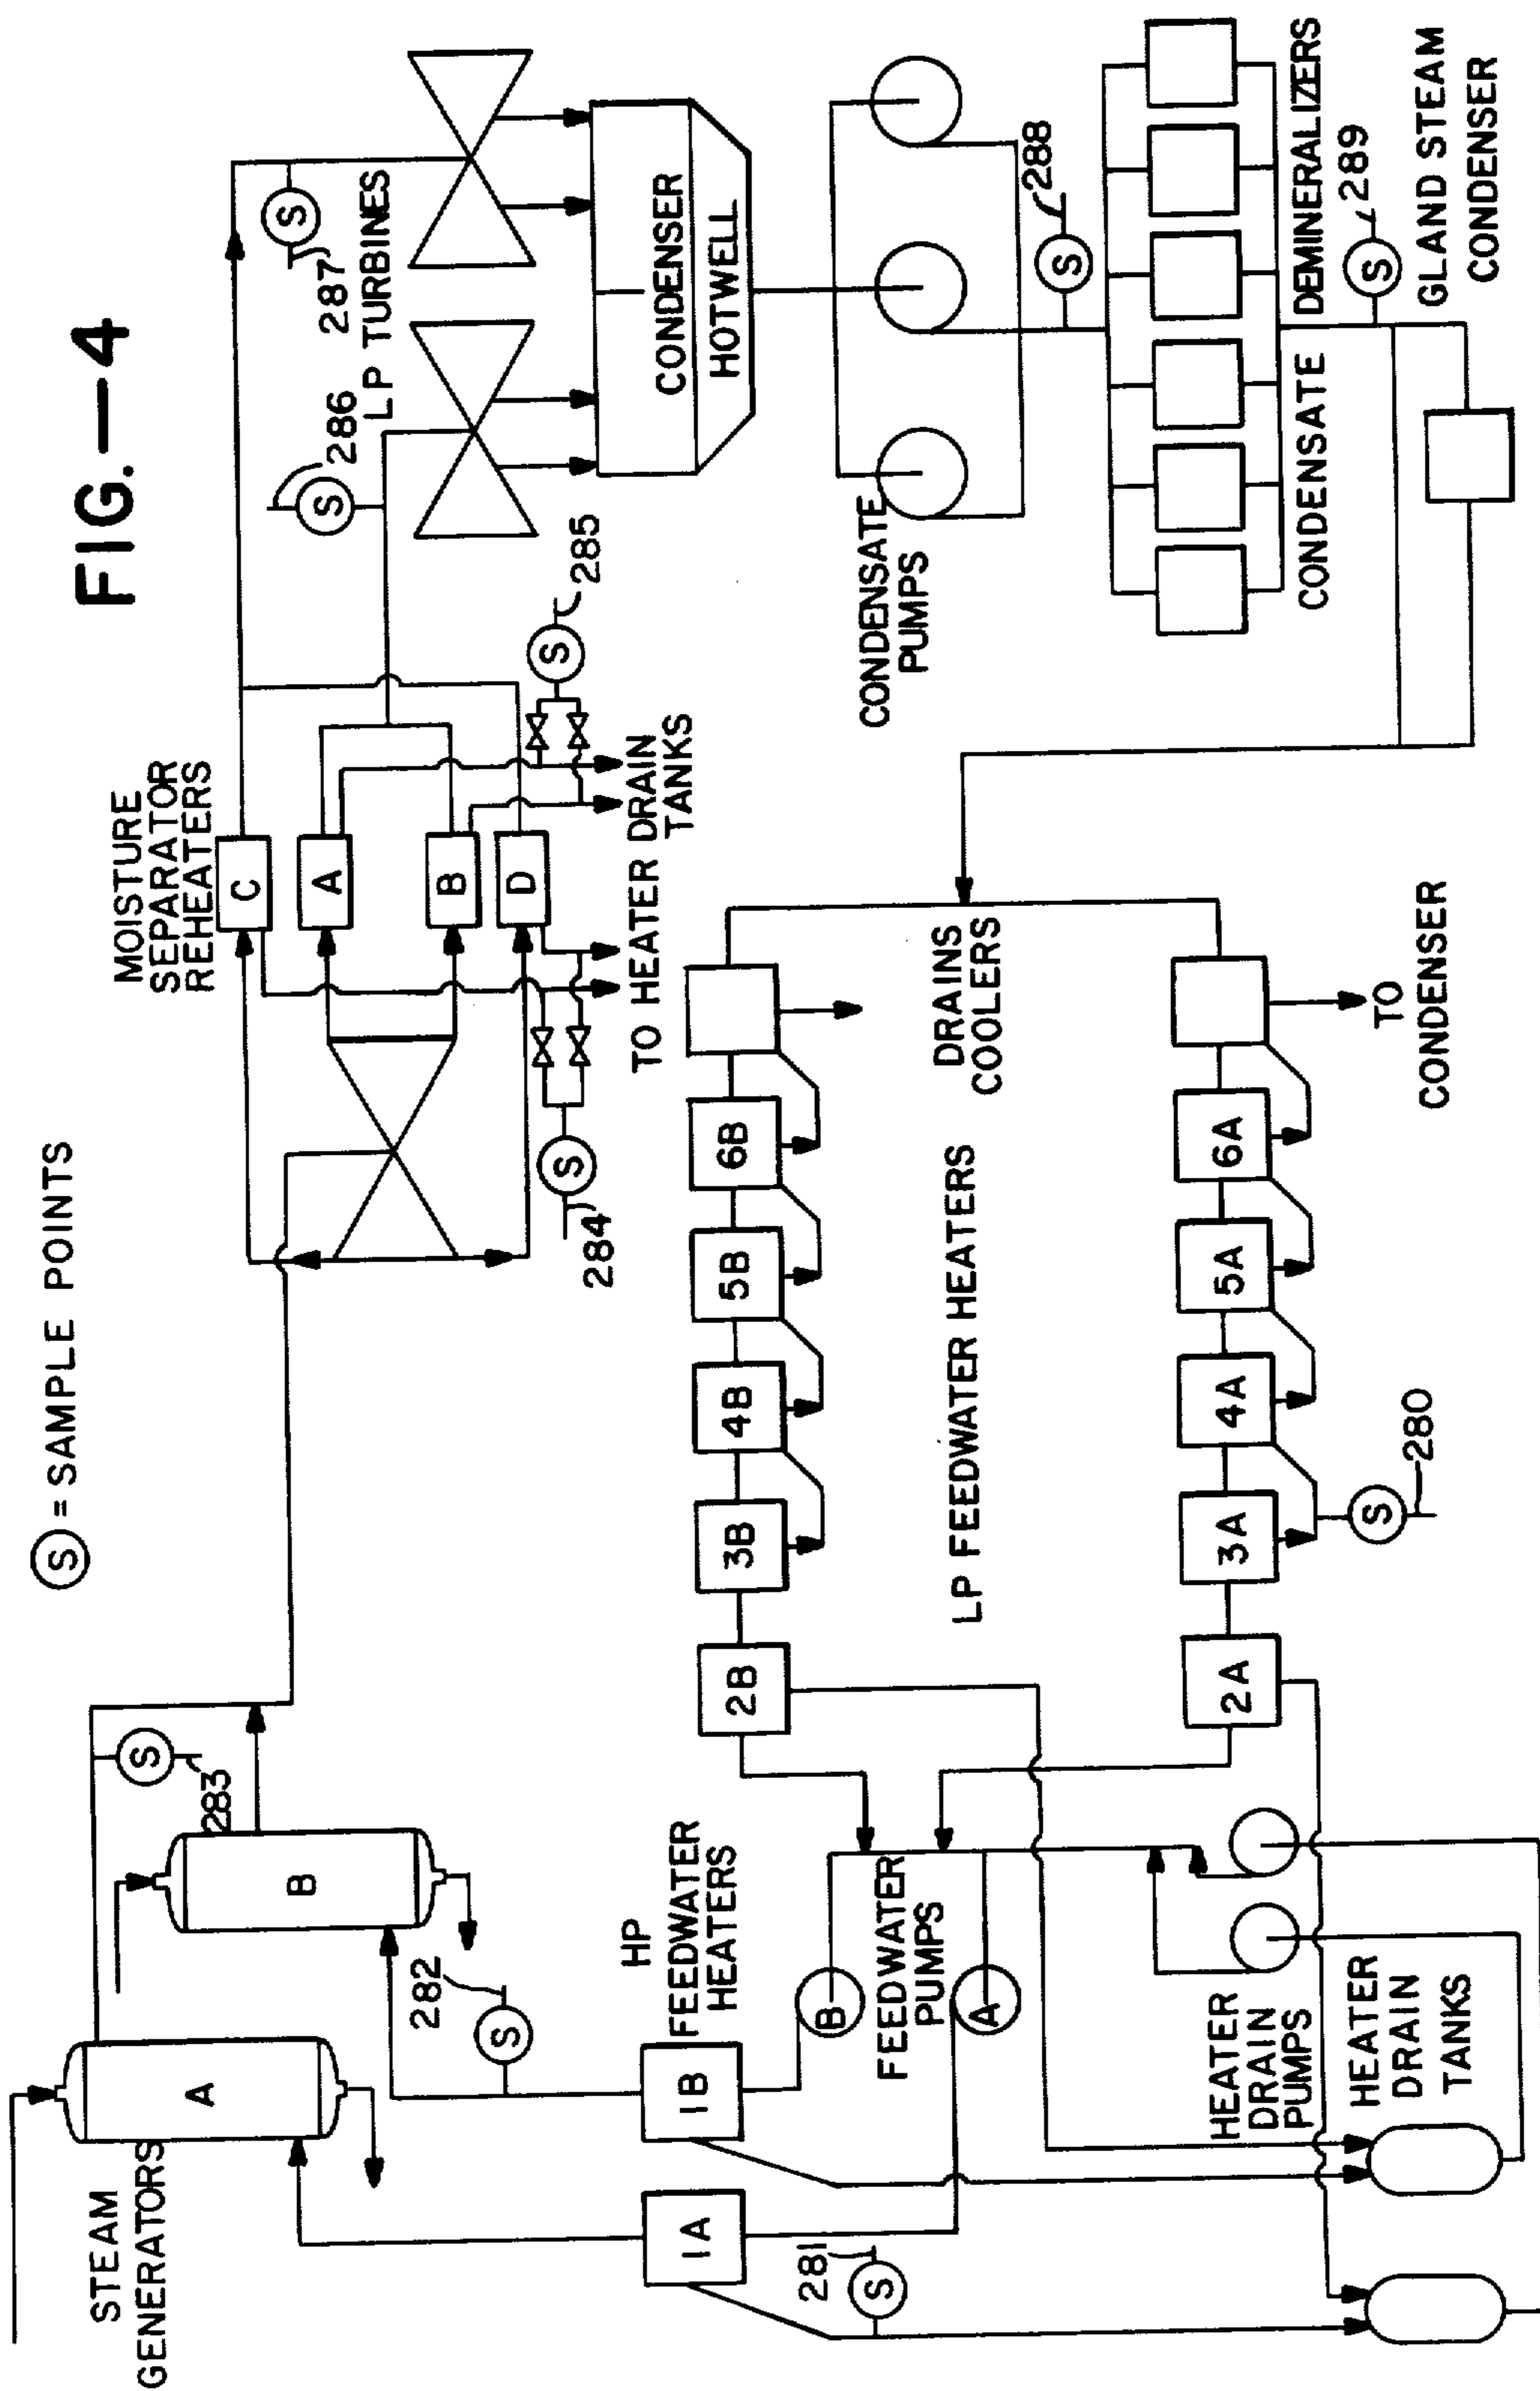 FIG.—4
Ⓢ = SAMPLE POINTS
STEAM
GENERATORS
A
B
S
283
S
282
MOISTURE
SEPARATOR
REHEATERS
C
A
B
D
S
284
S
285
TO HEATER DRAIN
TANKS
S
286
S
287
LP TURBINES
CONDENSER
HOTWELL
CONDENSATE
PUMPS
S
288
CONDENSATE DEMINERALIZERS
S
289
GLAND STEAM
CONDENSER
HP
FEEDWATER
HEATERS
1A
1B
S
281
B
FEEDWATER
PUMPS
A
2B
3B
4B
5B
6B
LP FEEDWATER HEATERS
DRAINS
COOLERS
2A
3A
4A
5A
6A
S
280
TO
CONDENSER
HEATER
DRAIN
PUMPS
HEATER
DRAIN
TANKS